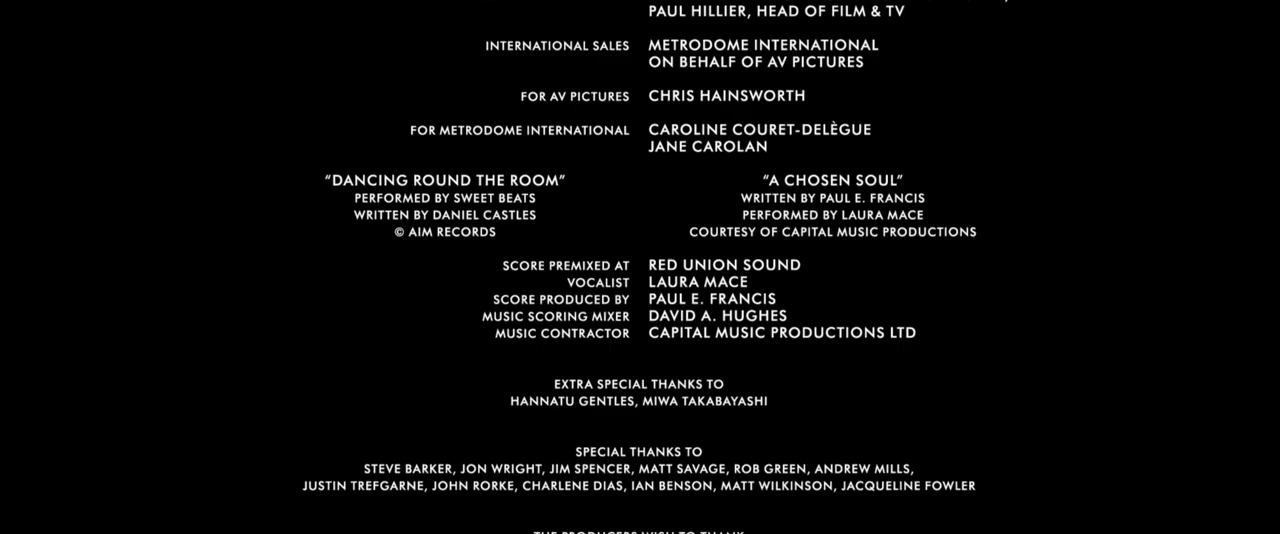 PAUL HILLIER, HEAD OF FILM & TV
INTERNATIONAL SALES METRODOME INTERNATIONAL
ON BEHALF OF AV PICTURES
FOR AV PICTURES CHRIS HAINSWORTH
FOR METRODOME INTERNATIONAL CAROLINE COURET-DELÈGUE
JANE CAROLAN
“DANCING ROUND THE ROOM”
PERFORMED BY SWEET BEATS
WRITTEN BY DANIEL CASTLES
© AIM RECORDS
“A CHOSEN SOUL”
WRITTEN BY PAUL E. FRANCIS
PERFORMED BY LAURA MACE
COURTESY OF CAPITAL MUSIC PRODUCTIONS
SCORE PREMIXED AT RED UNION SOUND
VOCALIST LAURA MACE
SCORE PRODUCED BY PAUL E. FRANCIS
MUSIC SCORING MIXER DAVID A. HUGHES
MUSIC CONTRACTOR CAPITAL MUSIC PRODUCTIONS LTD
EXTRA SPECIAL THANKS TO
HANNATU GENTLES, MIWA TAKABAYASHI
SPECIAL THANKS TO
STEVE BARKER, JON WRIGHT, JIM SPENCER, MATT SAVAGE, ROB GREEN, ANDREW MILLS,
JUSTIN TREFGARNE, JOHN RORKE, CHARLENE DIAS, IAN BENSON, MATT WILKINSON, JACQUELINE FOWLER
THE PRODUCERS WISH TO THANK